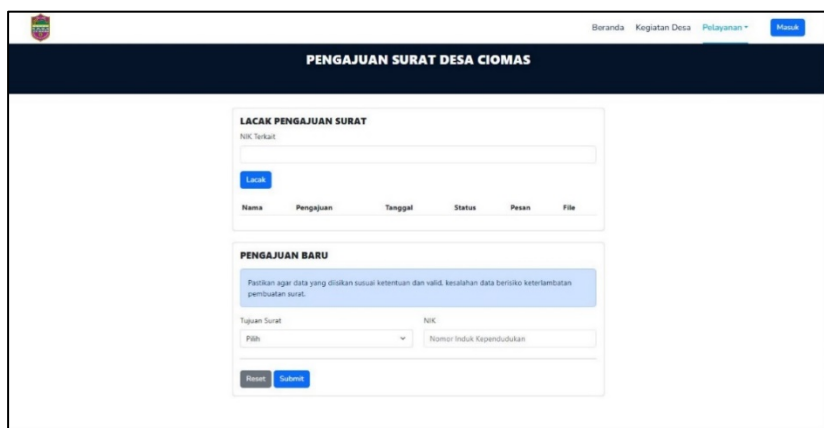 Beranda Kegiatan Desa Pelayanan Masuk
PENGAJUAN SURAT DESA CIOMAS
LACAK PENGAJUAN SURAT
NIK Terkait
Lacak
Nama Pengajuan Tanggal Status Pesan File
PENGAJUAN BARU
Pastikan agar data yang diisikan susuai ketentuan dan valid, kesalahan data berisiko keterlambatan
pembuatan surat.
Tujuan Surat NIK
Pilih Nomor Induk Kependudukan
Reset Submit